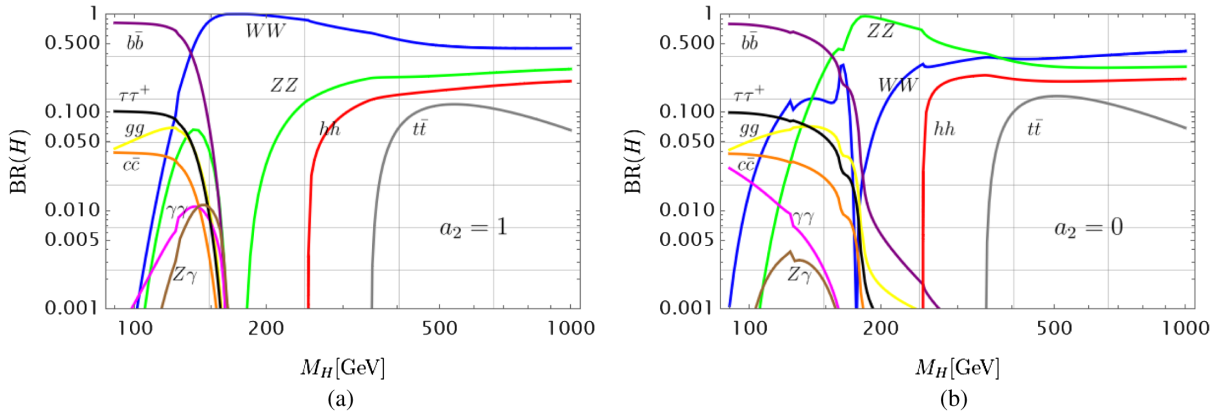 1
0.500
0.100
0.050
0.010
0.005
0.001
BR(H)
bb̄
ττ⁺
gg
cc̄
γγ
Zγ
WW
ZZ
hh
tt̄
a₂ = 1
100 200 500 1000
M_H[GeV]
(a)
1
0.500
0.100
0.050
0.010
0.005
0.001
BR(H)
bb̄
ττ⁺
gg
cc̄
γγ
Zγ
ZZ
WW
hh
tt̄
a₂ = 0
100 200 500 1000
M_H[GeV]
(b)